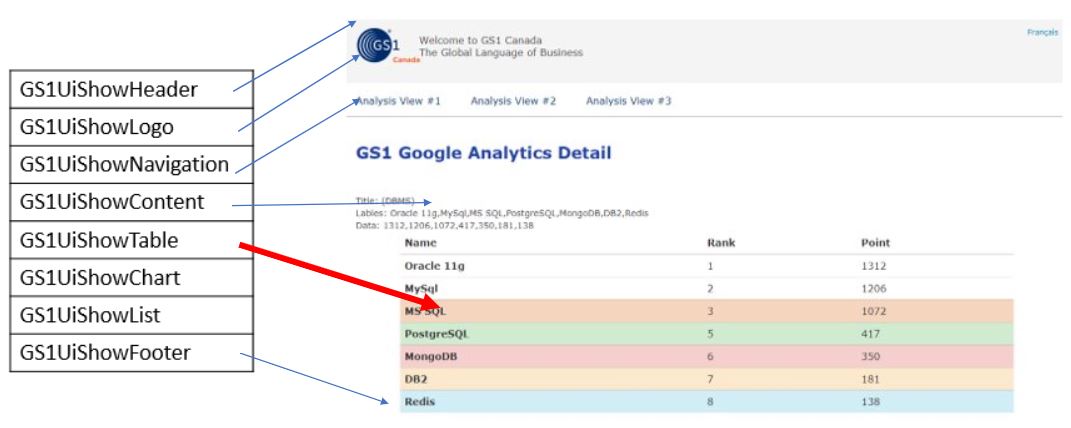 GS1UiShowHeader
GS1UiShowLogo
GS1UiShowNavigation
GS1UiShowContent
GS1UiShowTable
GS1UiShowChart
GS1UiShowList
GS1UiShowFooter
GS1
Canada
Welcome to GS1 Canada
The Global Language of Business
Français
Analysis View #1 Analysis View #2 Analysis View #3
GS1 Google Analytics Detail
Title: (DBMS)
Lables: Oracle 11g,MySql,MS SQL,PostgreSQL,MongoDB,DB2,Redis
Data: 1312,1206,1072,417,350,181,138
Name Rank Point
Oracle 11g 1 1312
MySql 2 1206
MS SQL 3 1072
PostgreSQL 5 417
MongoDB 6 350
DB2 7 181
Redis 8 138